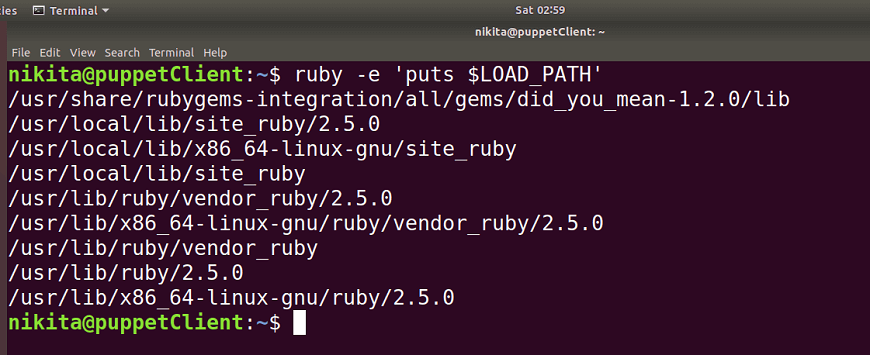 ies Terminal Sat 02:59
nikita@puppetClient: ~
File Edit View Search Terminal Help
nikita@puppetClient:~$ ruby -e 'puts $LOAD_PATH'
/usr/share/rubygems-integration/all/gems/did_you_mean-1.2.0/lib
/usr/local/lib/site_ruby/2.5.0
/usr/local/lib/x86_64-linux-gnu/site_ruby
/usr/local/lib/site_ruby
/usr/lib/ruby/vendor_ruby/2.5.0
/usr/lib/x86_64-linux-gnu/ruby/vendor_ruby/2.5.0
/usr/lib/ruby/vendor_ruby
/usr/lib/ruby/2.5.0
/usr/lib/x86_64-linux-gnu/ruby/2.5.0
nikita@puppetClient:~$